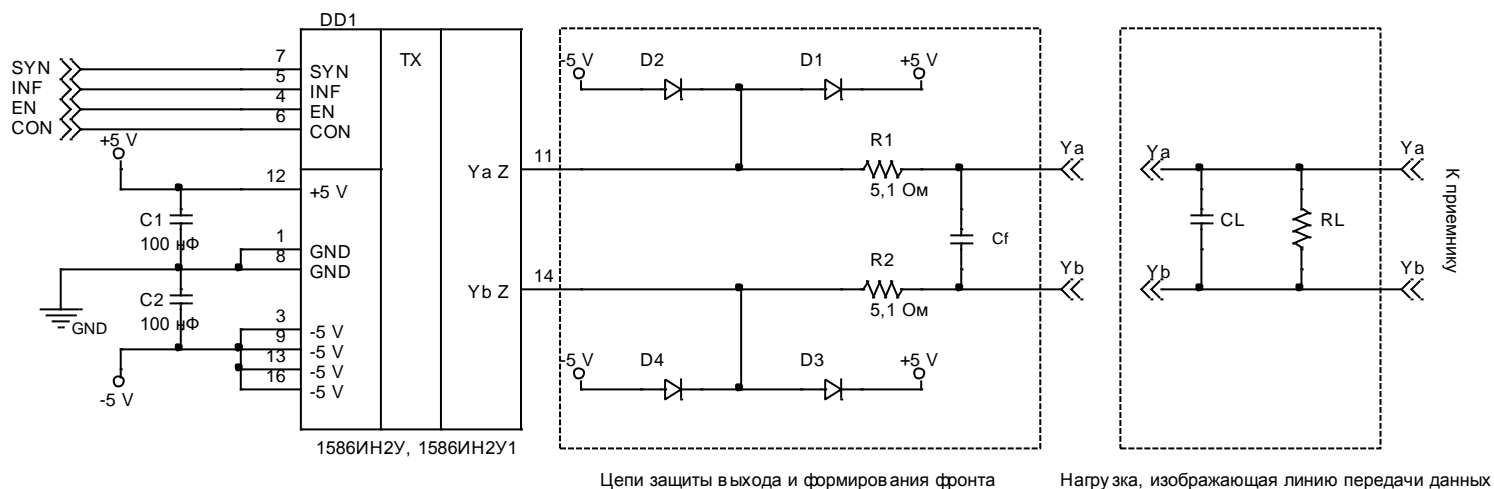 DD1
TX
SYN
INF
EN
CON
7
5
4
6
SYN
INF
EN
CON
+5 V
12
+5 V
C1
100 нФ
1
8
GND
GND
C2
100 нФ
GND
3
9
13
16
-5 V
-5 V
-5 V
-5 V
-5 V
Ya Z
11
Yb Z
14
1586ИН2У, 1586ИН2У1
-5 V
D2
D1
+5 V
R1
5,1 Ом
Ya
Cf
R2
5,1 Ом
Yb
-5 V
D4
D3
+5 V
Цепи защиты выхода и формирования фронта
Ya
Ya
CL
RL
Yb
Yb
К приемнику
Нагрузка, изображающая линию передачи данных